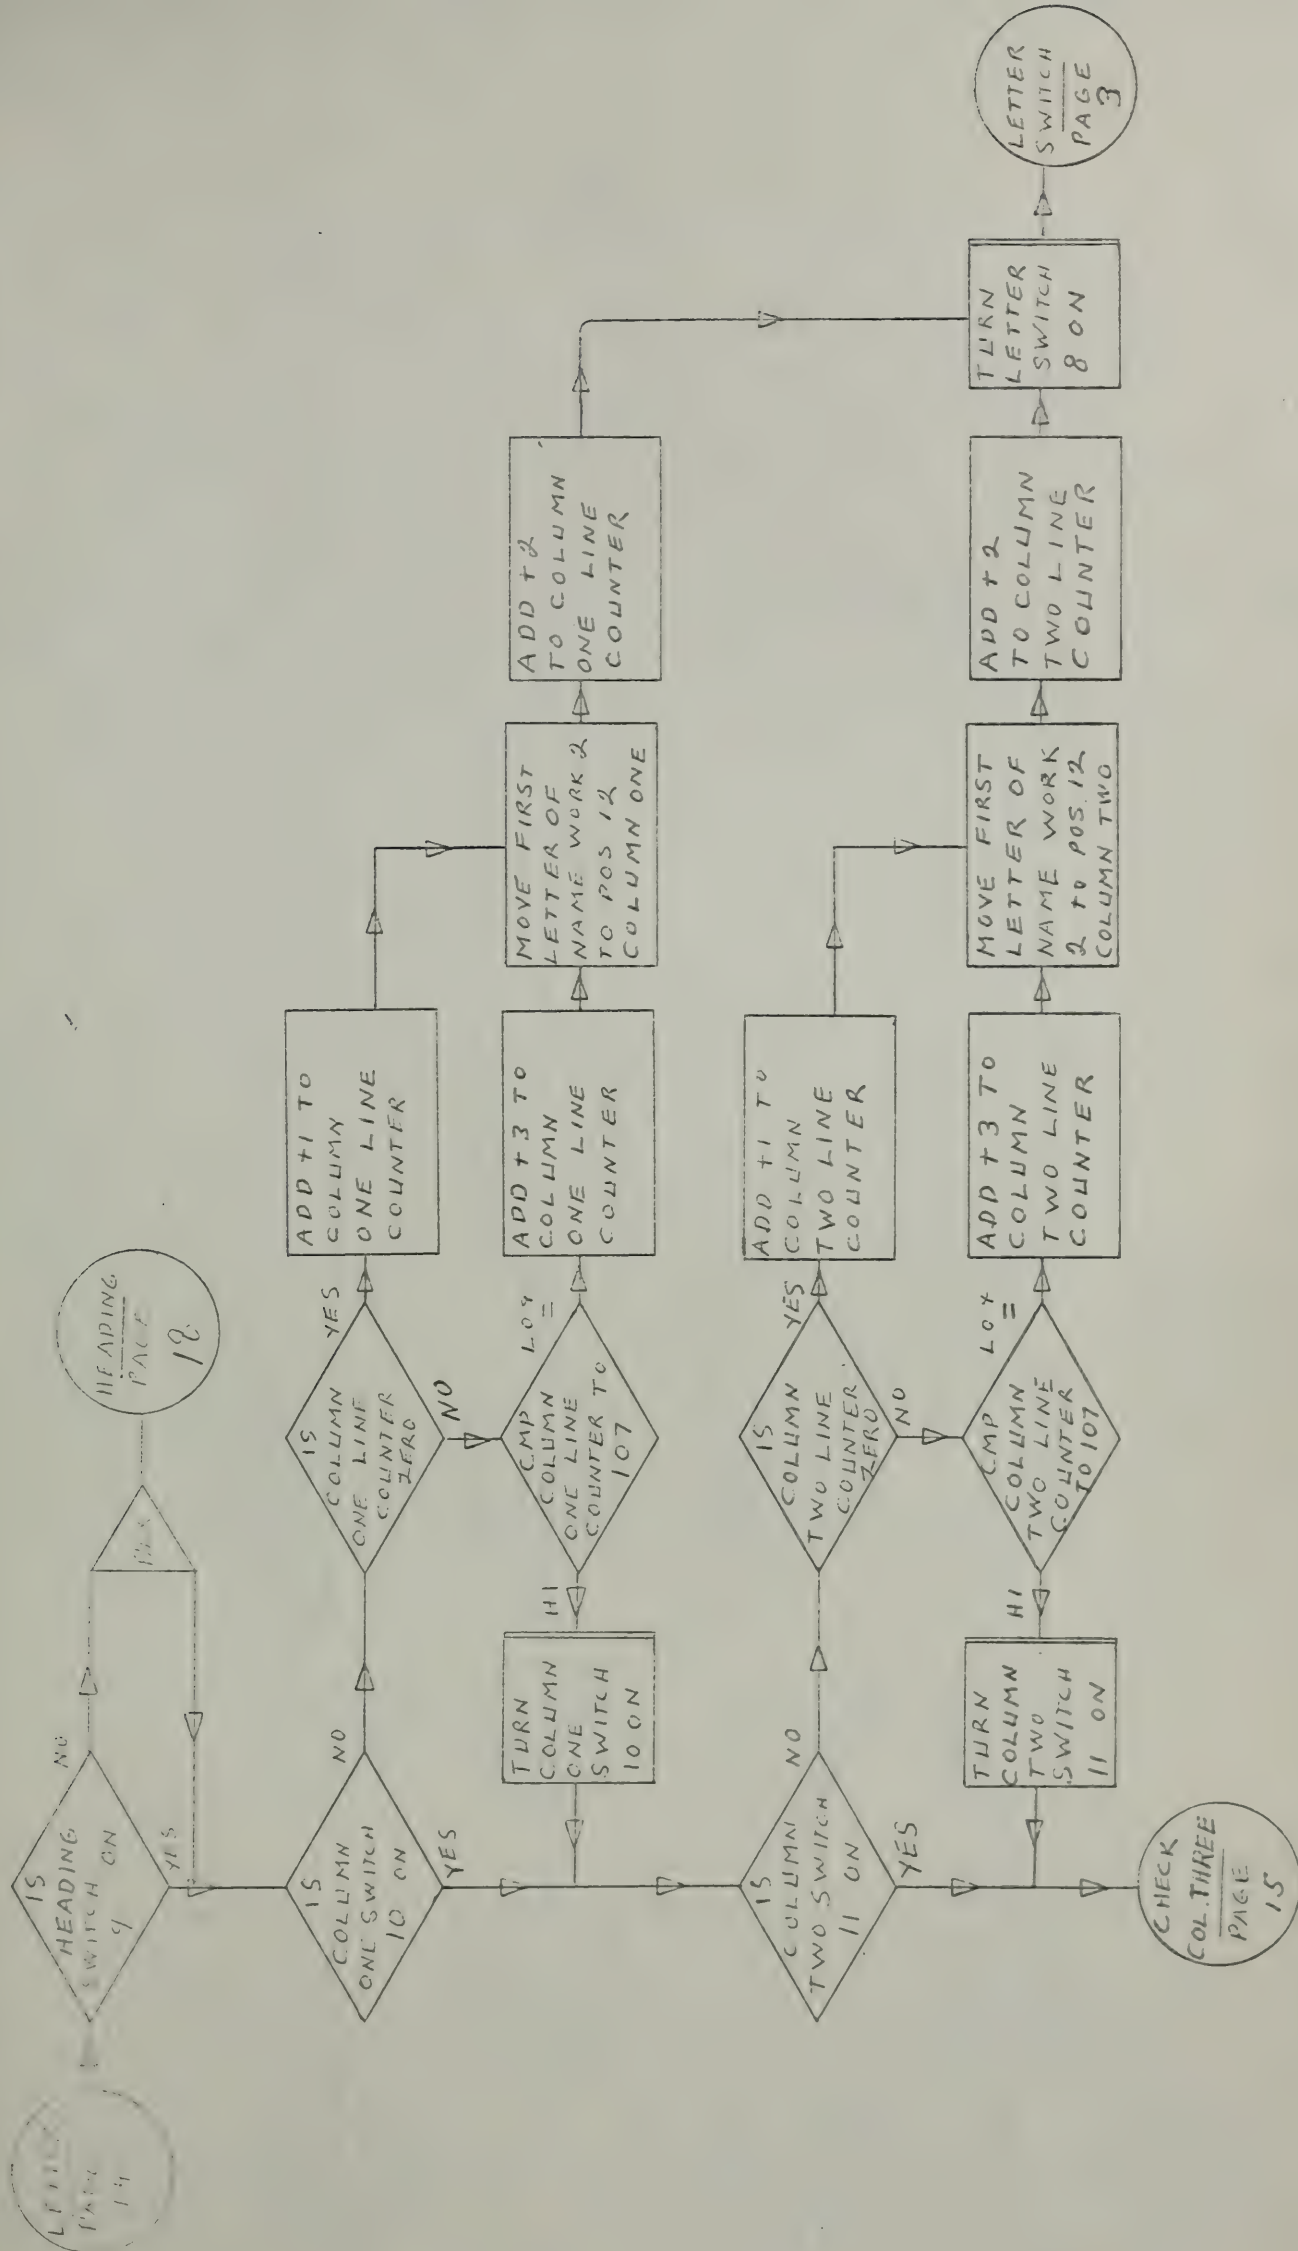 LETTER
PAGE
14
IS
HEADING
SWITCH ON
9
NO
YES
HEADING
PAGE
12
IS
COLUMN
ONE SWITCH
10 ON
NO
YES
IS
COLUMN
ONE LINE
COUNTER
ZERO
YES
NO
ADD +1 TO
COLUMN
ONE LINE
COUNTER
TURN
COLUMN
ONE
SWITCH
10 ON
HI
CMP
COLUMN
ONE LINE
COUNTER TO
107
LO +
=
ADD +3 TO
COLUMN
ONE LINE
COUNTER
MOVE FIRST
LETTER OF
NAME WORK 2
TO POS 12
COLUMN ONE
ADD +2
TO COLUMN
ONE LINE
COUNTER
IS
COLUMN
TWO SWITCH
11 ON
NO
YES
IS
COLUMN
TWO LINE
COUNTER
ZERO
YES
NO
ADD +1 TO
COLUMN
TWO LINE
COUNTER
TURN
COLUMN
TWO
SWITCH
11 ON
HI
CMP
COLUMN
TWO LINE
COUNTER
TO 107
LO +
=
ADD +3 TO
COLUMN
TWO LINE
COUNTER
MOVE FIRST
LETTER OF
NAME WORK
2 TO POS. 12
COLUMN TWO
ADD +2
TO COLUMN
TWO LINE
COUNTER
TURN
LETTER
SWITCH
8 ON
LETTER
SWITCH
PAGE
3
CHECK
COL. THREE
PAGE
15